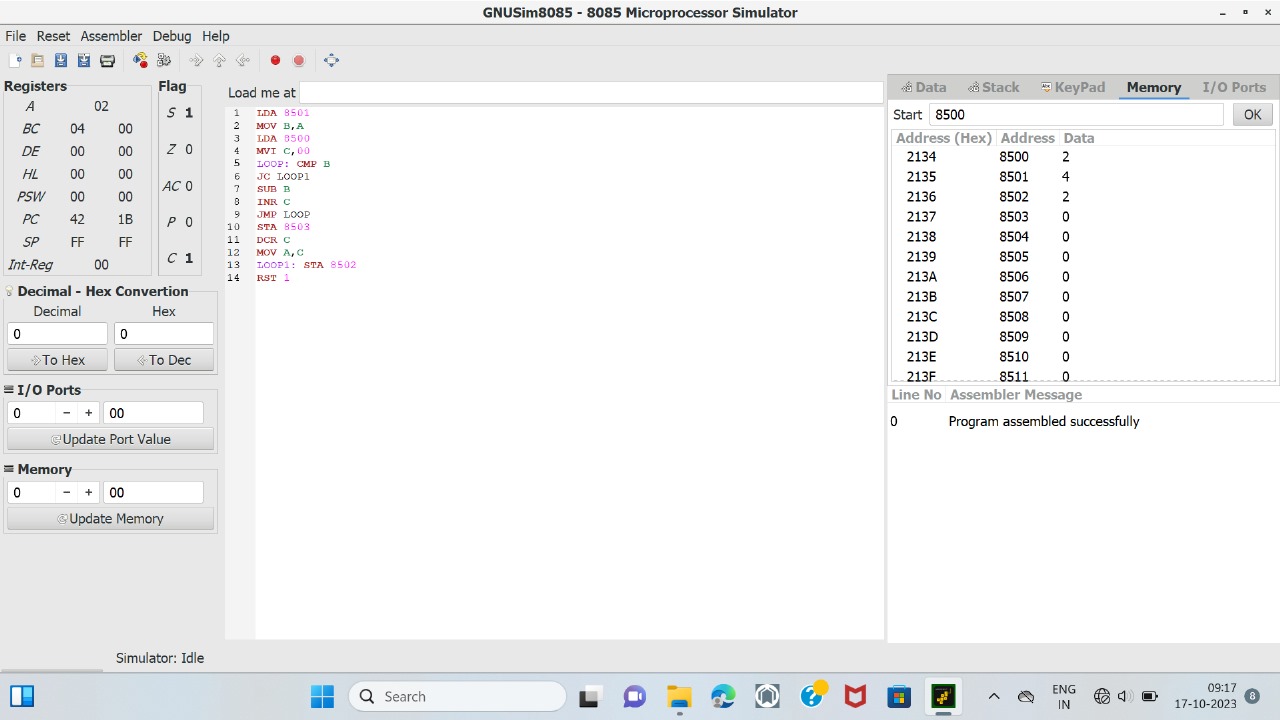 GNUSim8085 - 8085 Microprocessor Simulator
File Reset Assembler Debug Help
Registers
A 02
BC 04 00
DE 00 00
HL 00 00
PSW 00 00
PC 42 1B
SP FF FF
Int-Reg 00
Flag
S 1
Z 0
AC 0
P 0
C 1
Decimal - Hex Convertion
Decimal Hex
0 0
To Hex To Dec
I/O Ports
0 - + 00
Update Port Value
Memory
0 - + 00
Update Memory
Load me at
1 LDA 8501
2 MOV B,A
3 LDA 8500
4 MVI C,00
5 LOOP: CMP B
6 JC LOOP1
7 SUB B
8 INR C
9 JMP LOOP
10 STA 8503
11 DCR C
12 MOV A,C
13 LOOP1: STA 8502
14 RST 1
Data Stack KeyPad Memory I/O Ports
Start 8500 OK
Address (Hex) Address Data
2134 8500 2
2135 8501 4
2136 8502 2
2137 8503 0
2138 8504 0
2139 8505 0
213A 8506 0
213B 8507 0
213C 8508 0
213D 8509 0
213E 8510 0
213F 8511 0
Line No Assembler Message
0 Program assembled successfully
Simulator: Idle
Search
ENG
IN
09:17
17-10-2023
8